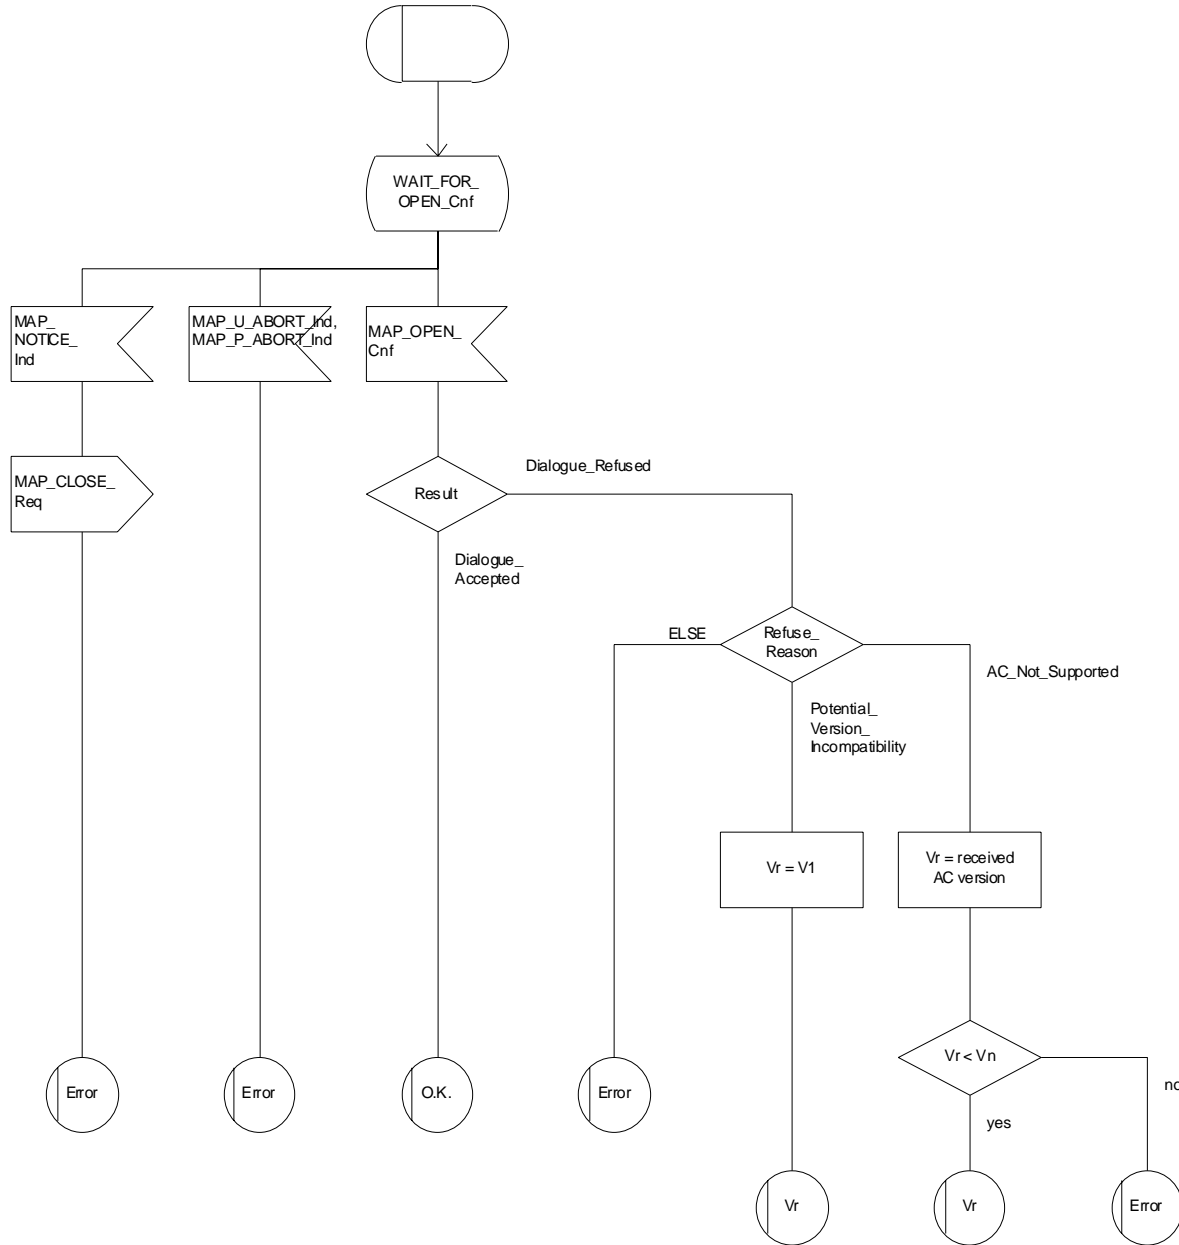 WAIT_FOR_
OPEN_Cnf
MAP_
NOTICE_
Ind
MAP_U_ABORT_Ind,
MAP_P_ABORT_Ind
MAP_OPEN_
Cnf
MAP_CLOSE_
Req
Result
Dialogue_Refused
Dialogue_
Accepted
ELSE
Refuse_
Reason
AC_Not_Supported
Potential_
Version_
Incompatibility
Vr = V1
Vr = received
AC version
Vr < Vn
no
yes
Error
Error
O.K.
Error
Vr
Vr
Error